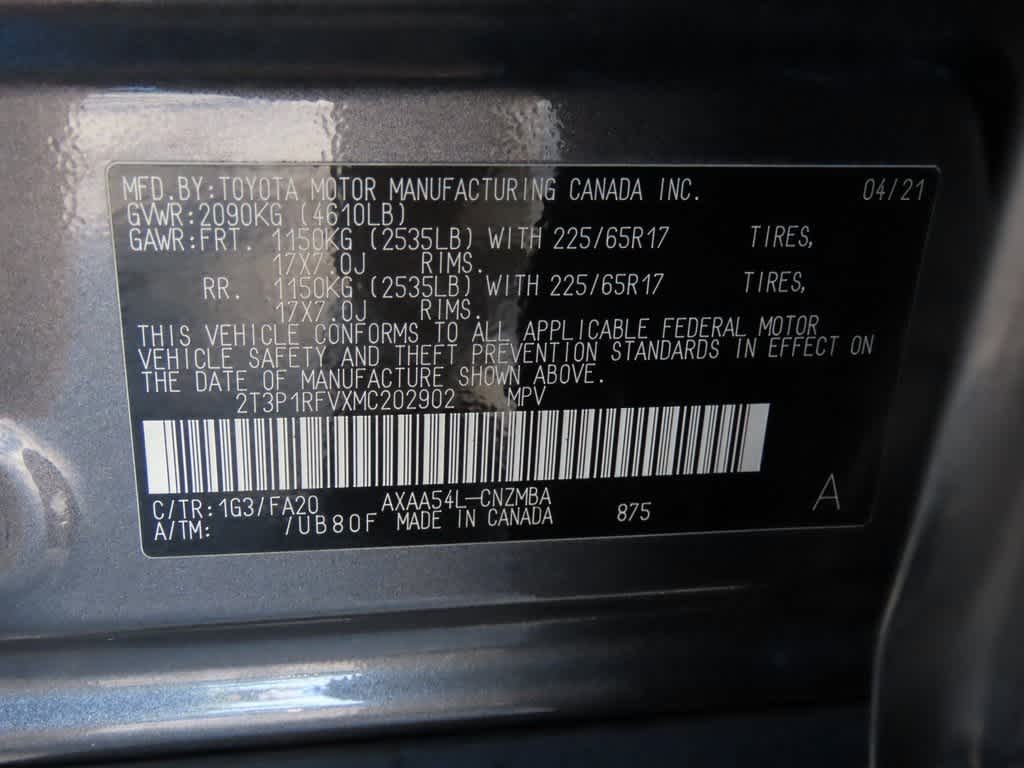 MFD.BY:TOYOTA MOTOR MANUFACTURING CANADA INC. 04/21
GVWR:2090KG (4610LB)
GAWR:FRT. 1150KG (2535LB) WITH 225/65R17 TIRES,
17X7.0J RIMS.
RR. 1150KG (2535LB) WITH 225/65R17 TIRES,
17X7.0J RIMS.
THIS VEHICLE CONFORMS TO ALL APPLICABLE FEDERAL MOTOR
VEHICLE SAFETY AND THEFT PREVENTION STANDARDS IN EFFECT ON
THE DATE OF MANUFACTURE SHOWN ABOVE.
2T3P1RFVXMC202902 MPV
C/TR:1G3/FA20 AXAA54L-CNZMBA A
A/TM: /UB80F MADE IN CANADA 875